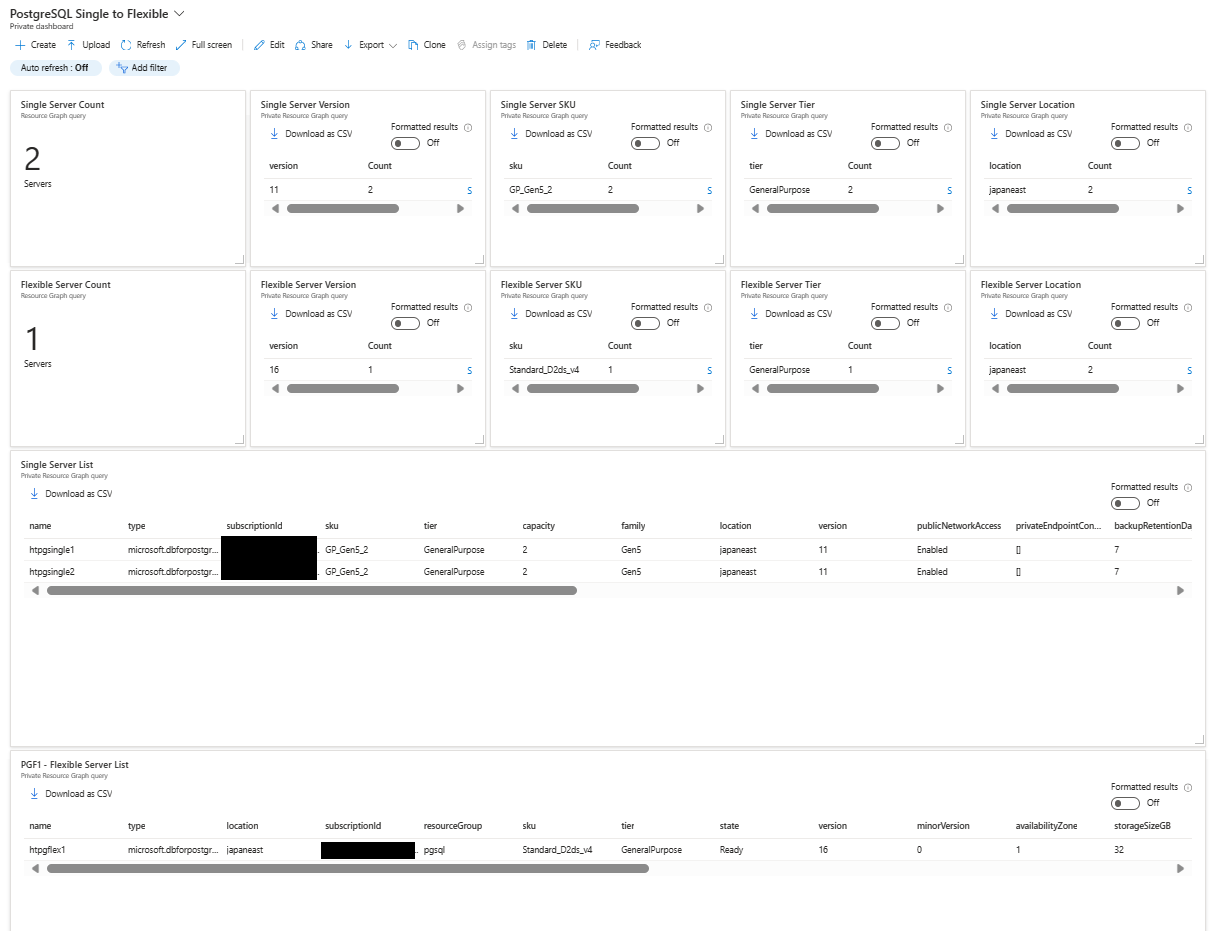 PostgreSQL Single to Flexible
Private dashboard
Create Upload Refresh Full screen Edit Share Export Clone Assign tags Delete Feedback
Auto refresh : Off Add filter
Single Server Count
Resource Graph query
2
Servers
Single Server Version
Private Resource Graph query
Download as CSV
Formatted results
Off
version Count
11 2 S
Single Server SKU
Private Resource Graph query
Download as CSV
Formatted results
Off
sku Count
GP_Gen5_2 2 S
Single Server Tier
Private Resource Graph query
Download as CSV
Formatted results
Off
tier Count
GeneralPurpose 2 S
Single Server Location
Private Resource Graph query
Download as CSV
Formatted results
Off
location Count
japaneast 2 S
Flexible Server Count
Resource Graph query
1
Servers
Flexible Server Version
Private Resource Graph query
Download as CSV
Formatted results
Off
version Count
16 1 S
Flexible Server SKU
Private Resource Graph query
Download as CSV
Formatted results
Off
sku Count
Standard_D2ds_v4 1 S
Flexible Server Tier
Private Resource Graph query
Download as CSV
Formatted results
Off
tier Count
GeneralPurpose 1 S
Flexible Server Location
Private Resource Graph query
Download as CSV
Formatted results
Off
location Count
japaneast 2 S
Single Server List
Private Resource Graph query
Download as CSV
Formatted results
Off
name type subscriptionId sku tier capacity family location version publicNetworkAccess privateEndpointCon... backupRetentionDa
htpgsingle1 microsoft.dbforpostgr... GP_Gen5_2 GeneralPurpose 2 Gen5 japaneast 11 Enabled [] 7
htpgsingle2 microsoft.dbforpostgr... GP_Gen5_2 GeneralPurpose 2 Gen5 japaneast 11 Enabled [] 7
PGF1 - Flexible Server List
Private Resource Graph query
Download as CSV
Formatted results
Off
name type location subscriptionId resourceGroup sku tier state version minorVersion availabilityZone storageSizeGB
htpgflex1 microsoft.dbforpostgr... japaneast pgsql Standard_D2ds_v4 GeneralPurpose Ready 16 0 1 32